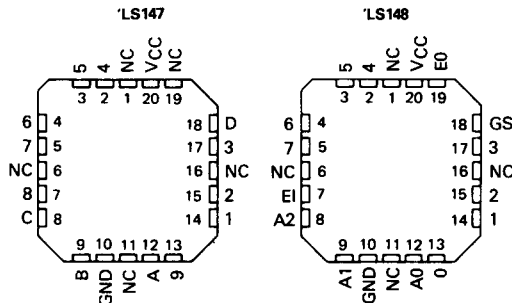 'LS147
5 4 NC VCC NC
3 2 1 20 19
6 4 18 D
7 5 17 3
NC 6 16 NC
8 7 15 2
C 8 14 1
9 10 11 12 13
B GND NC A 9
'LS148
5 4 NC VCC E0
3 2 1 20 19
6 4 18 GS
7 5 17 3
NC 6 16 NC
EI 7 15 2
A2 8 14 1
9 10 11 12 13
A1 GND NC A0 0